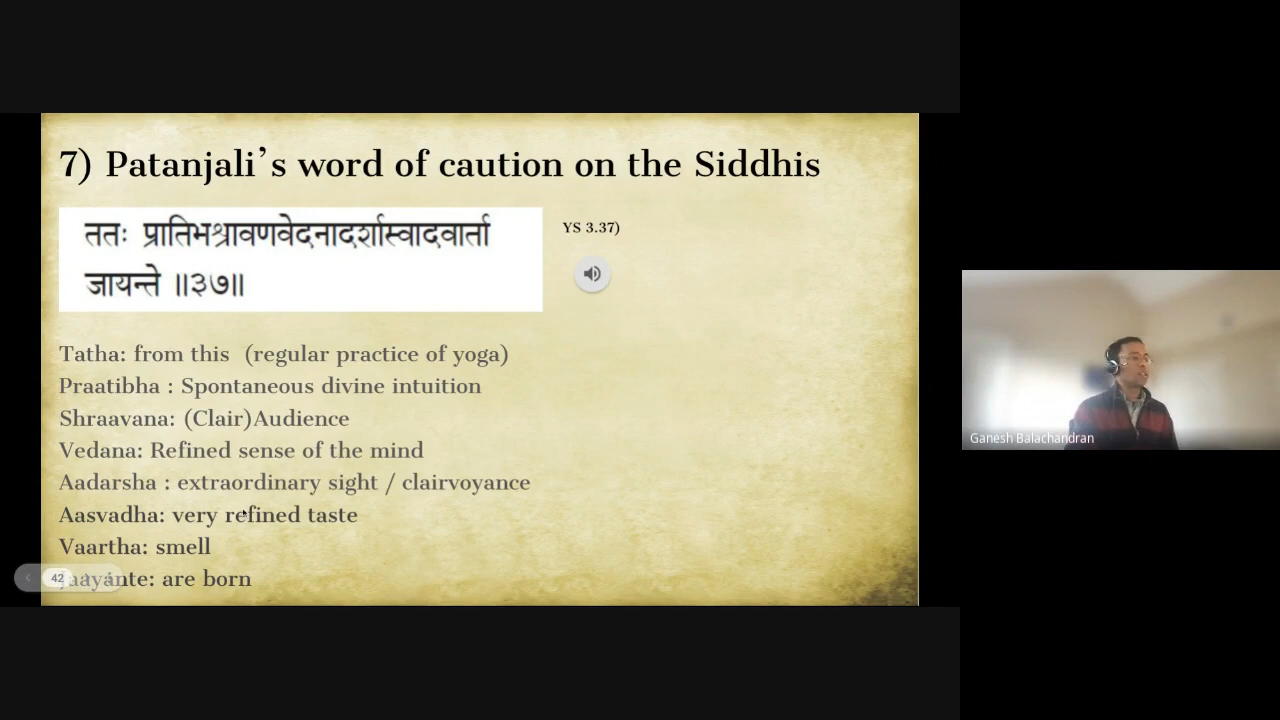 7) Patanjali’s word of caution on the Siddhis
ततः प्रातिभश्रावणवेदनादर्शास्वादवार्ता
जायन्ते ॥३७॥
YS 3.37)
Tatha: from this (regular practice of yoga)
Praatibha : Spontaneous divine intuition
Shraavana: (Clair)Audience
Vedana: Refined sense of the mind
Aadarsha : extraordinary sight / clairvoyance
Aasvadha: very refined taste
Vaartha: smell
Jaayante: are born
42
Ganesh Balachandran